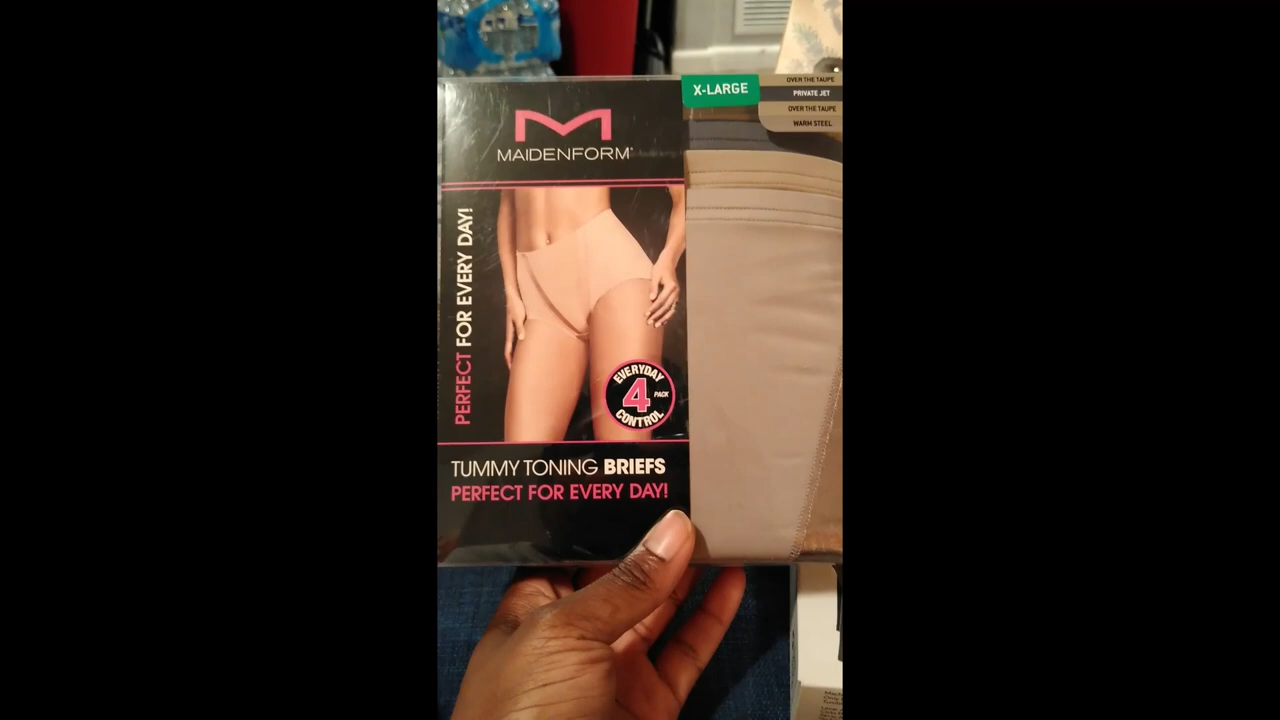 X-LARGE
OVER THE TAUPE
PRIVATE JET
OVER THE TAUPE
WARM STEEL
M
MAIDENFORM
PERFECT FOR EVERY DAY!
EVERYDAY
4 PACK
CONTROL
TUMMY TONING BRIEFS
PERFECT FOR EVERY DAY!